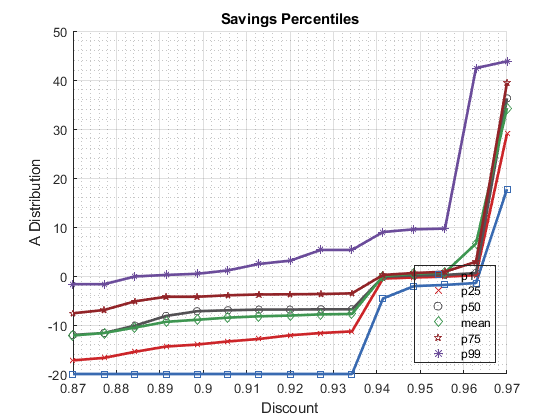 Savings Percentiles
A Distribution
50
40
30
20
10
0
-10
-20
0.87 0.88 0.89 0.9 0.91 0.92 0.93 0.94 0.95 0.96 0.97
Discount
p1
p25
p50
mean
p75
p99